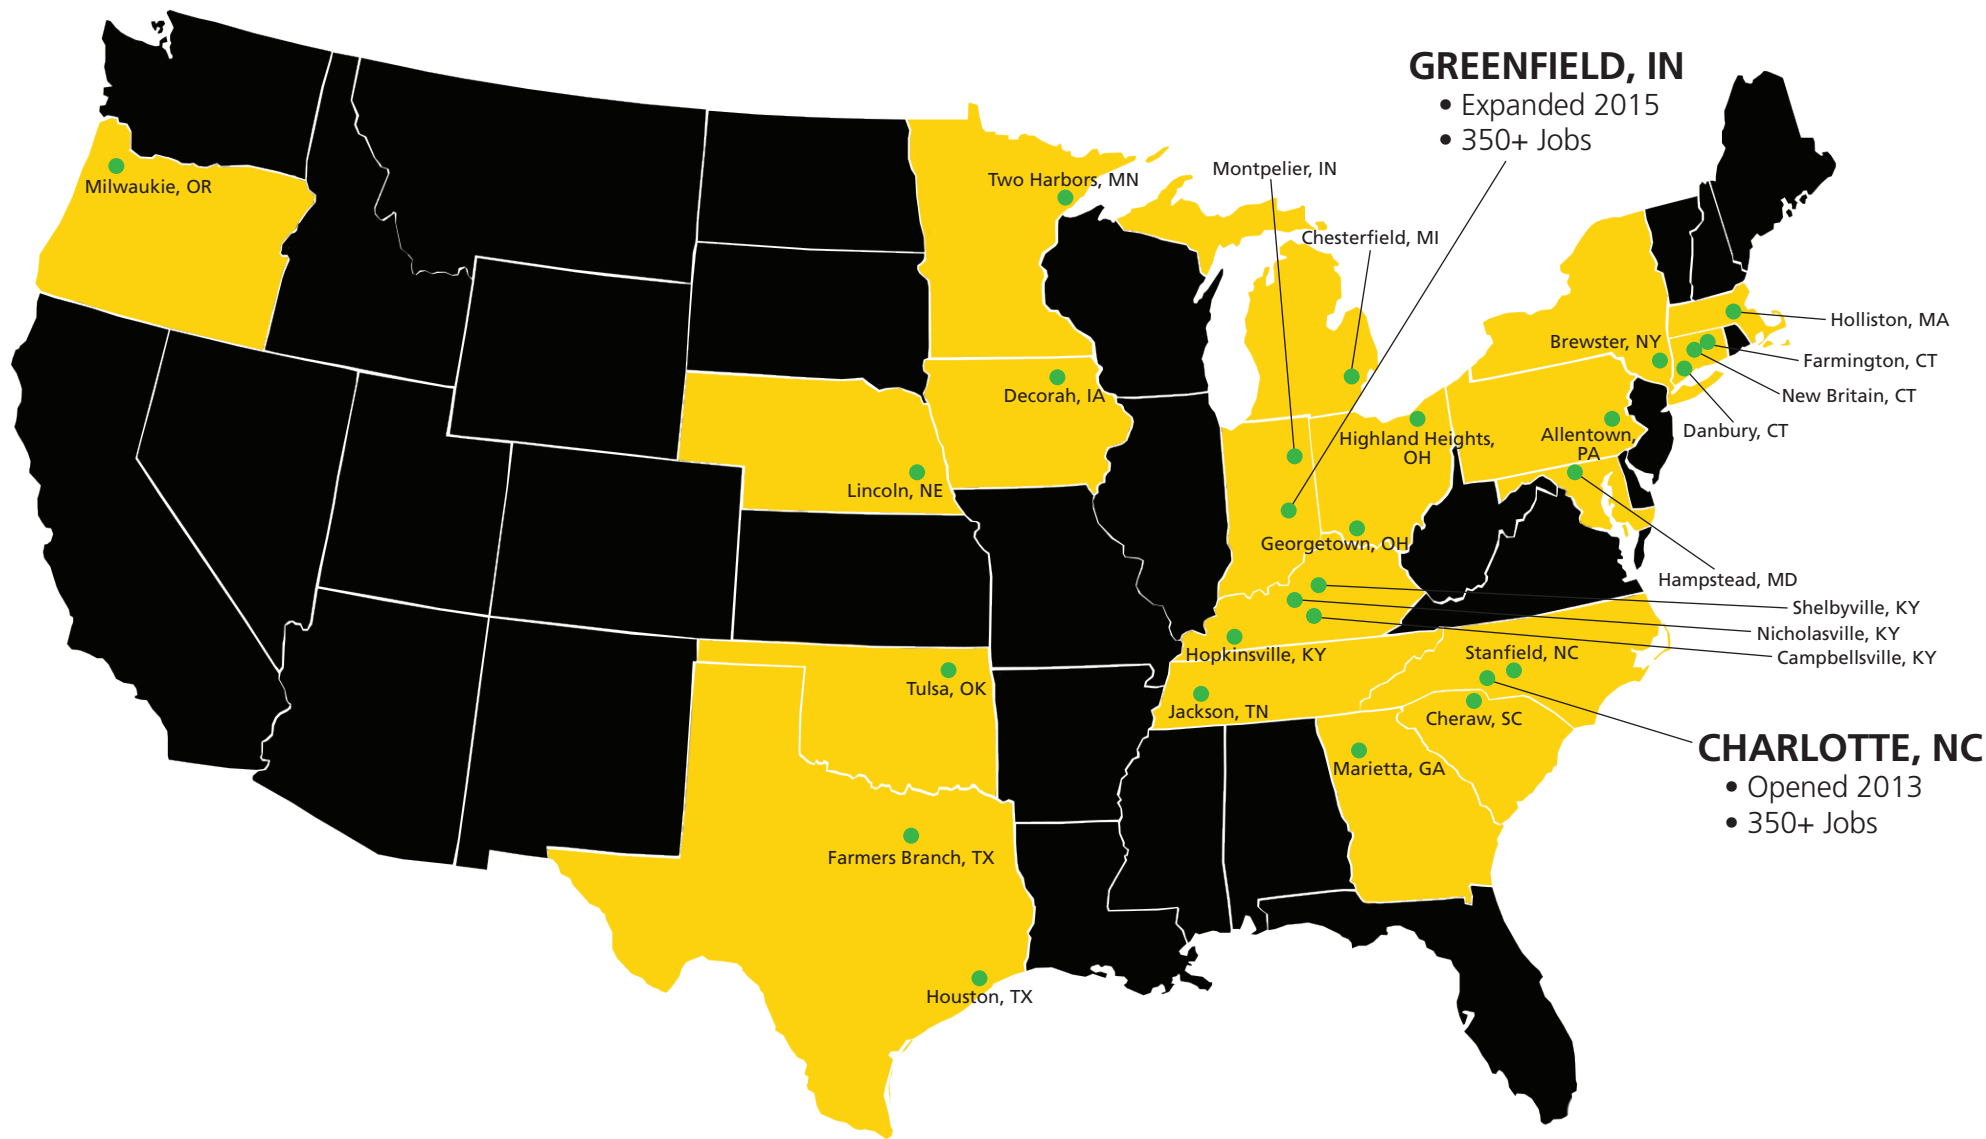 GREENFIELD, IN
• Expanded 2015
• 350+ Jobs
Montpelier, IN
Two Harbors, MN
Milwaukie, OR
Chesterfield, MI
Holliston, MA
Brewster, NY
Farmington, CT
New Britain, CT
Decorah, IA
Danbury, CT
Highland Heights,
OH
Allentown,
PA
Lincoln, NE
Georgetown, OH
Hampstead, MD
Shelbyville, KY
Nicholasville, KY
Campbellsville, KY
Hopkinsville, KY
Stanfield, NC
Tulsa, OK
Jackson, TN
Cheraw, SC
CHARLOTTE, NC
• Opened 2013
• 350+ Jobs
Marietta, GA
Farmers Branch, TX
Houston, TX